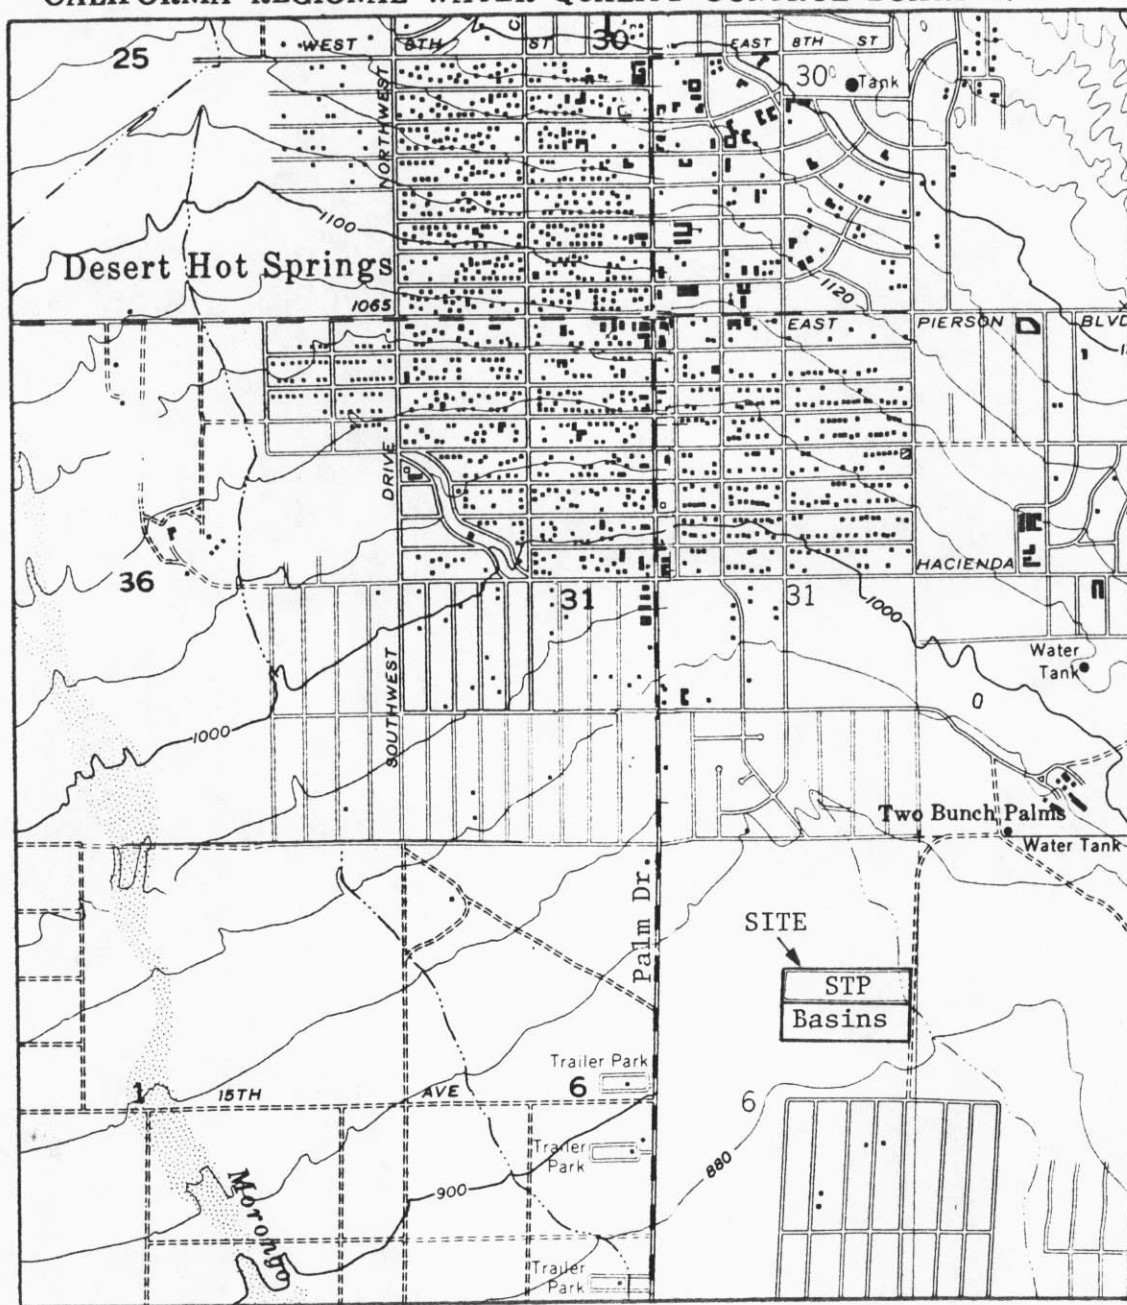 CALIFORNIA REGIONAL WATER QUALITY CONTROL
25
WEST 8TH ST
30
EAST 8TH ST
30
Tank
NORTHWEST
1100
Desert Hot Springs
1065
1120
EAST PIERSON BLVD
DRIVE
36
HACIENDA
31
31
1000
Water
Tank
SOUTHWEST
1000
Two Bunch Palms
Water Tank
Palm Dr.
SITE
STP
Basins
Trailer Park
1
15TH AVE
6
6
Trailer
Park
880
Morongo
900
Trailer
Park